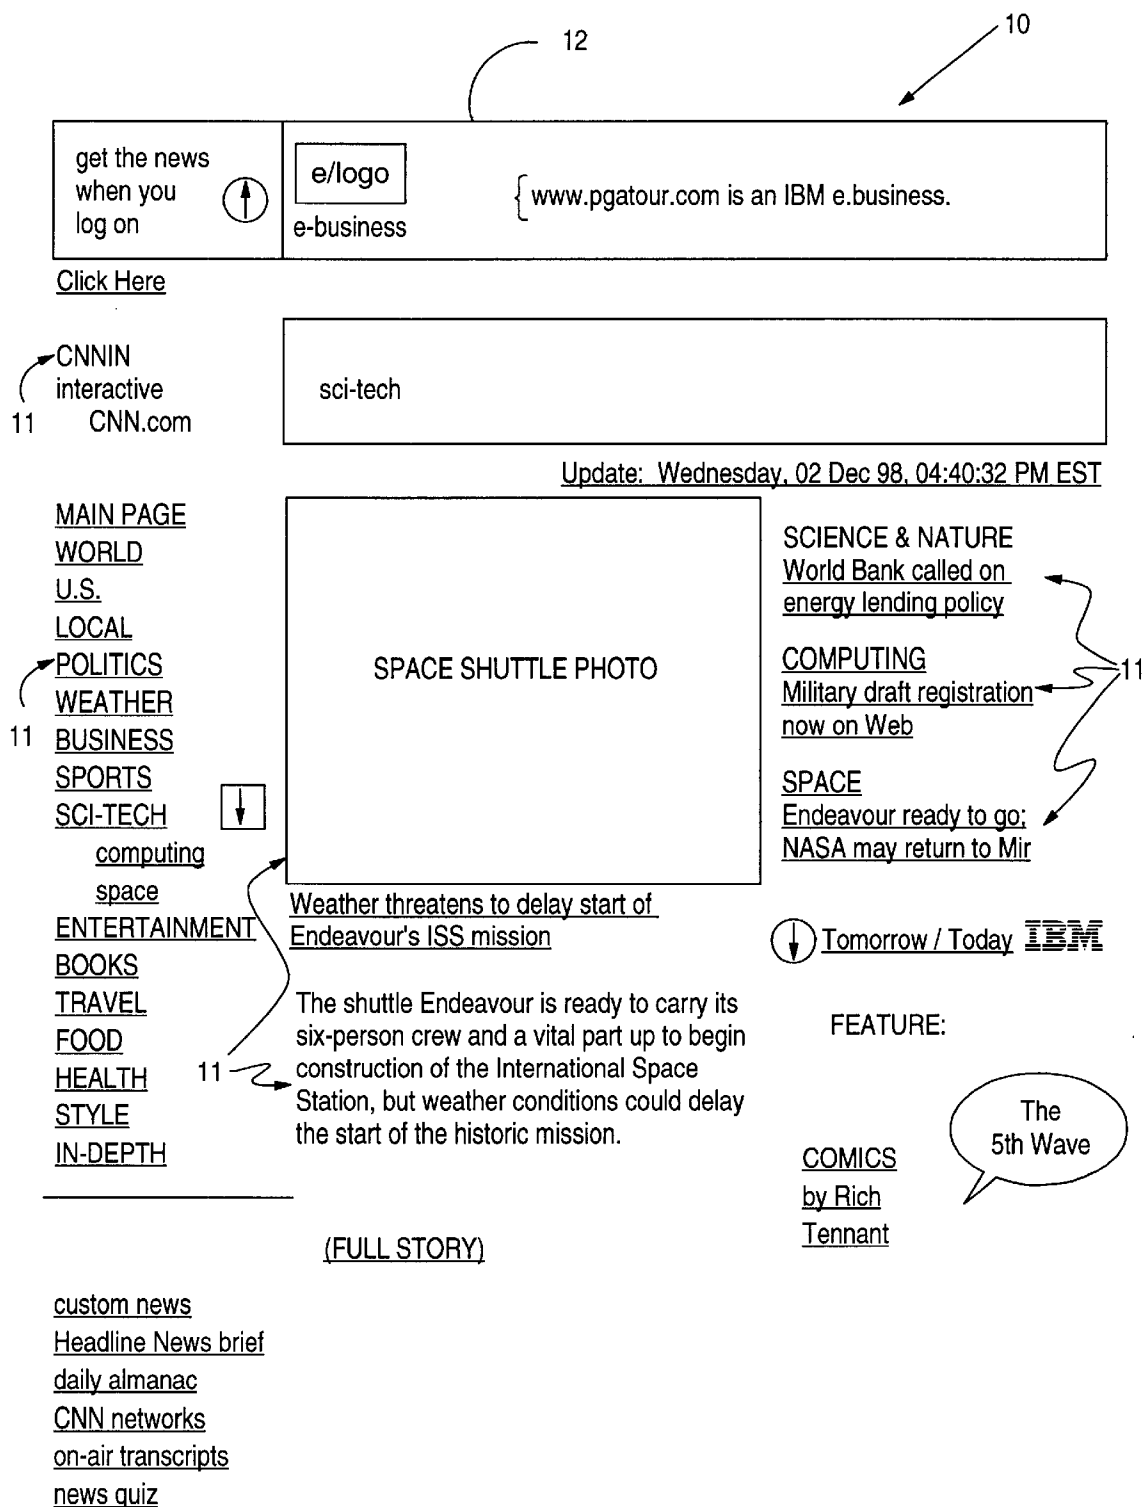 12
10
get the news
when you
log on
e/logo
e-business
www.pgatour.com is an IBM e.business.
Click Here
CNNIN
interactive
CNN.com
11
sci-tech
Update: Wednesday, 02 Dec 98, 04:40:32 PM EST
MAIN PAGE
WORLD
U.S.
LOCAL
POLITICS
11
WEATHER
BUSINESS
SPORTS
SCI-TECH
computing
space
ENTERTAINMENT
BOOKS
TRAVEL
FOOD
HEALTH
STYLE
IN-DEPTH
SPACE SHUTTLE PHOTO
Weather threatens to delay start of
Endeavour's ISS mission
11
The shuttle Endeavour is ready to carry its
six-person crew and a vital part up to begin
construction of the International Space
Station, but weather conditions could delay
the start of the historic mission.
(FULL STORY)
SCIENCE & NATURE
World Bank called on
energy lending policy
11
COMPUTING
Military draft registration
now on Web
SPACE
Endeavour ready to go;
NASA may return to Mir
Tomorrow / Today IBM
FEATURE:
The
5th Wave
COMICS
by Rich
Tennant
custom news
Headline News brief
daily almanac
CNN networks
on-air transcripts
news quiz